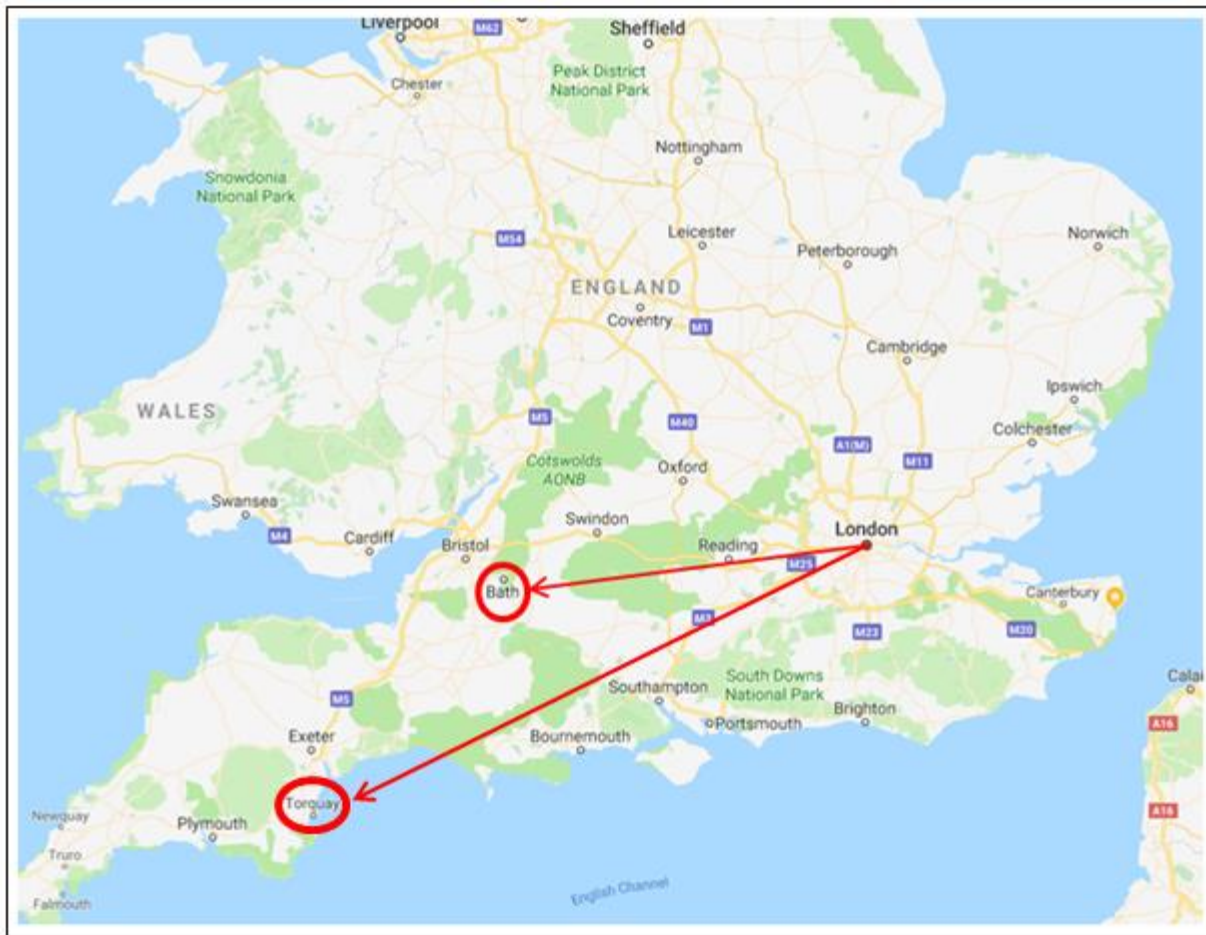 Liverpool
M62
Sheffield
Chester
Peak District
National Park
Nottingham
Snowdonia
National Park
M54
Leicester
Peterborough
Norwich
ENGLAND
Coventry
M1
Cambridge
Ipswich
WALES
M5
M40
A1(M)
Colchester
M11
Cotswolds
AONB
Oxford
Swansea
M4
Cardiff
Bristol
Swindon
Reading
London
M25
Bath
Canterbury
M3
M23
M20
South Downs
National Park
Southampton
Calai
M5
Portsmouth
Brighton
A16
Exeter
Bournemouth
Torquay
Newquay
Plymouth
A16
Truro
Falmouth
English Channel